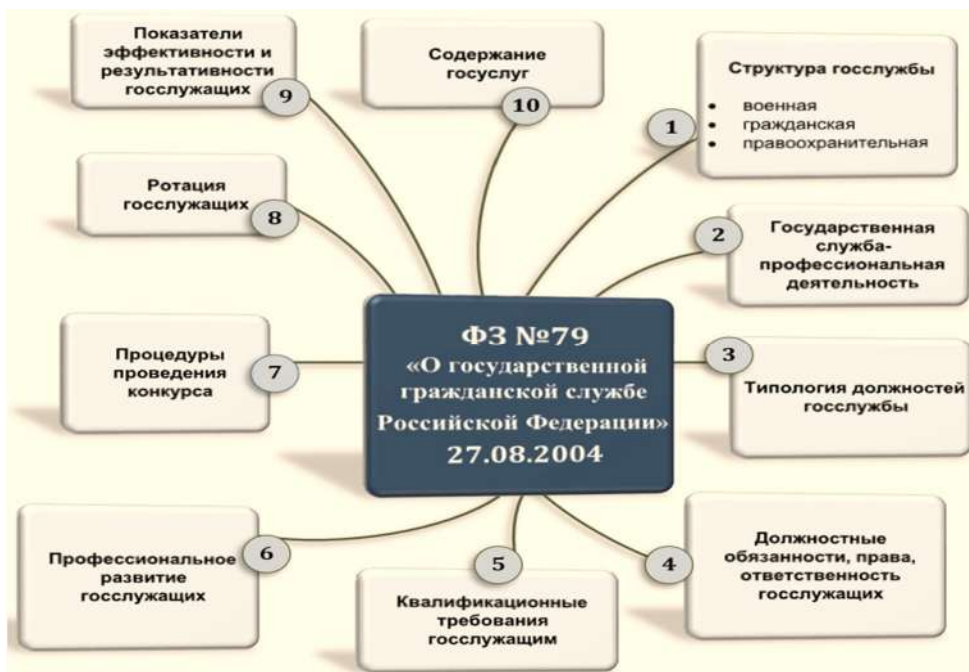 ФЗ №79
«О государственной
гражданской службе
Российской Федерации»
27.08.2004
1
Структура госслужбы
• военная
• гражданская
• правоохранительная
2
Государственная
служба-
профессиональная
деятельность
3
Типология должностей
госслужбы
4
Должностные
обязанности, права,
ответственность
госслужащих
5
Квалификационные
требования
госслужащим
6
Профессиональное
развитие
госслужащих
7
Процедуры
проведения
конкурса
8
Ротация
госслужащих
9
Показатели
эффективности и
результативности
госслужащих
10
Содержание
госуслуг